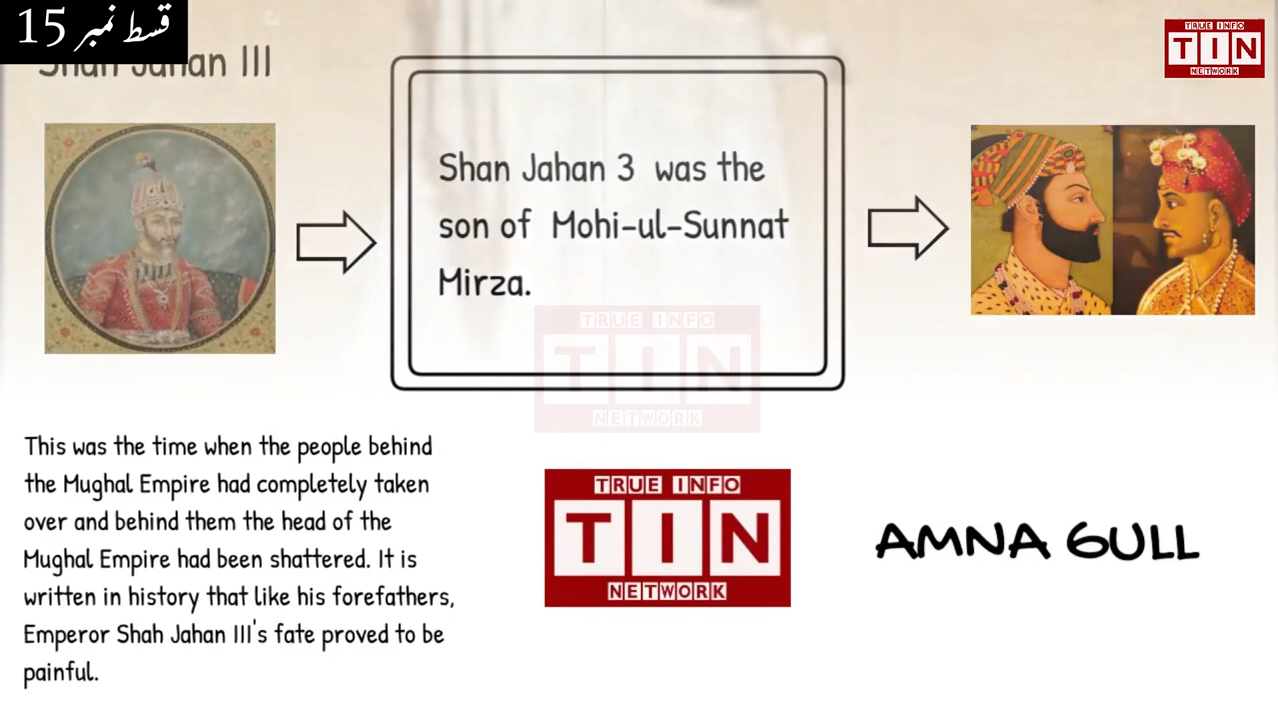 قسط نمبر 15
TRUE INFO
TIN
NETWORK
Shah Jahan III
Shan Jahan 3 was the
son of Mohi-ul-Sunnat
Mirza.
TRUE INFO
TIN
NETWORK
This was the time when the people behind
the Mughal Empire had completely taken
over and behind them the head of the
Mughal Empire had been shattered. It is
written in history that like his forefathers,
Emperor Shah Jahan III's fate proved to be
painful.
TRUE INFO
TIN
NETWORK
AMNA GULL